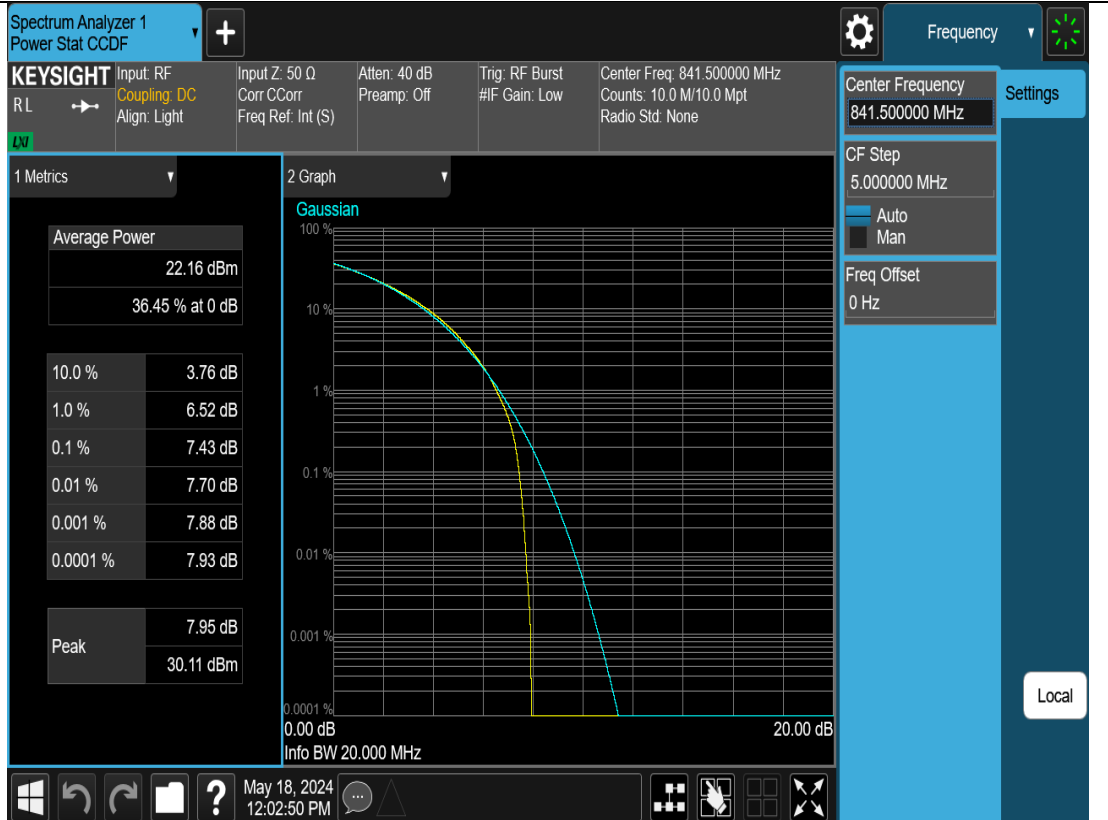 Spectrum Analyzer 1
Power Stat CCDF
+
Frequency
KEYSIGHT
RL
LXI
Input: RF
Coupling: DC
Align: Light
Input Z: 50 Ω
Corr CCorr
Freq Ref: Int (S)
Atten: 40 dB
Preamp: Off
Trig: RF Burst
#IF Gain: Low
Center Freq: 841.500000 MHz
Counts: 10.0 M/10.0 Mpt
Radio Std: None
Center Frequency
841.500000 MHz
Settings
CF Step
5.000000 MHz
Auto
Man
Freq Offset
0 Hz
1 Metrics
Average Power
22.16 dBm
36.45 % at 0 dB
10.0 % 3.76 dB
1.0 % 6.52 dB
0.1 % 7.43 dB
0.01 % 7.70 dB
0.001 % 7.88 dB
0.0001 % 7.93 dB
Peak 7.95 dB
30.11 dBm
2 Graph
Gaussian
100 %
10 %
1 %
0.1 %
0.01 %
0.001 %
0.0001 %
0.00 dB 20.00 dB
Info BW 20.000 MHz
Local
?
May 18, 2024
12:02:50 PM